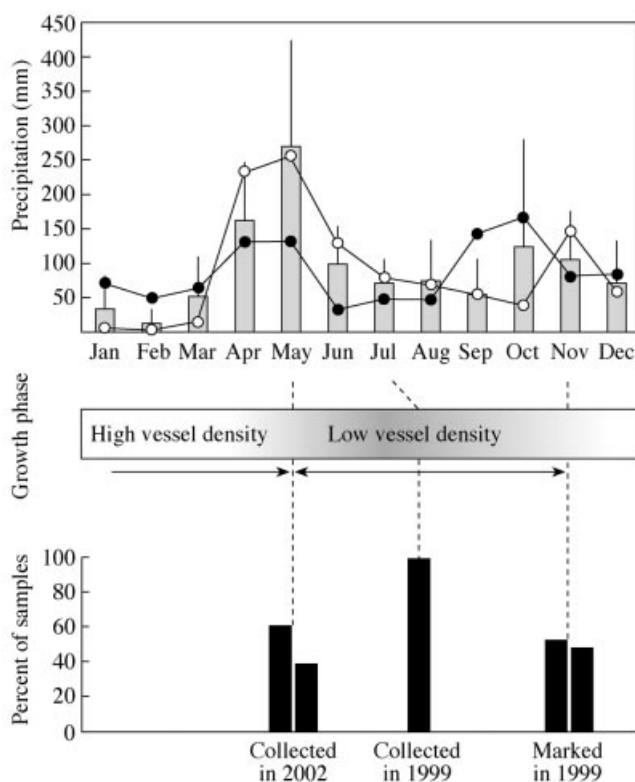 Precipitation (mm)
450
400
350
300
250
200
150
100
50
Jan Feb Mar Apr May Jun Jul Aug Sep Oct Nov Dec
Growth phase
High vessel density Low vessel density
Percent of samples
100
80
60
40
20
0
Collected Collected Marked
in 2002 in 1999 in 1999